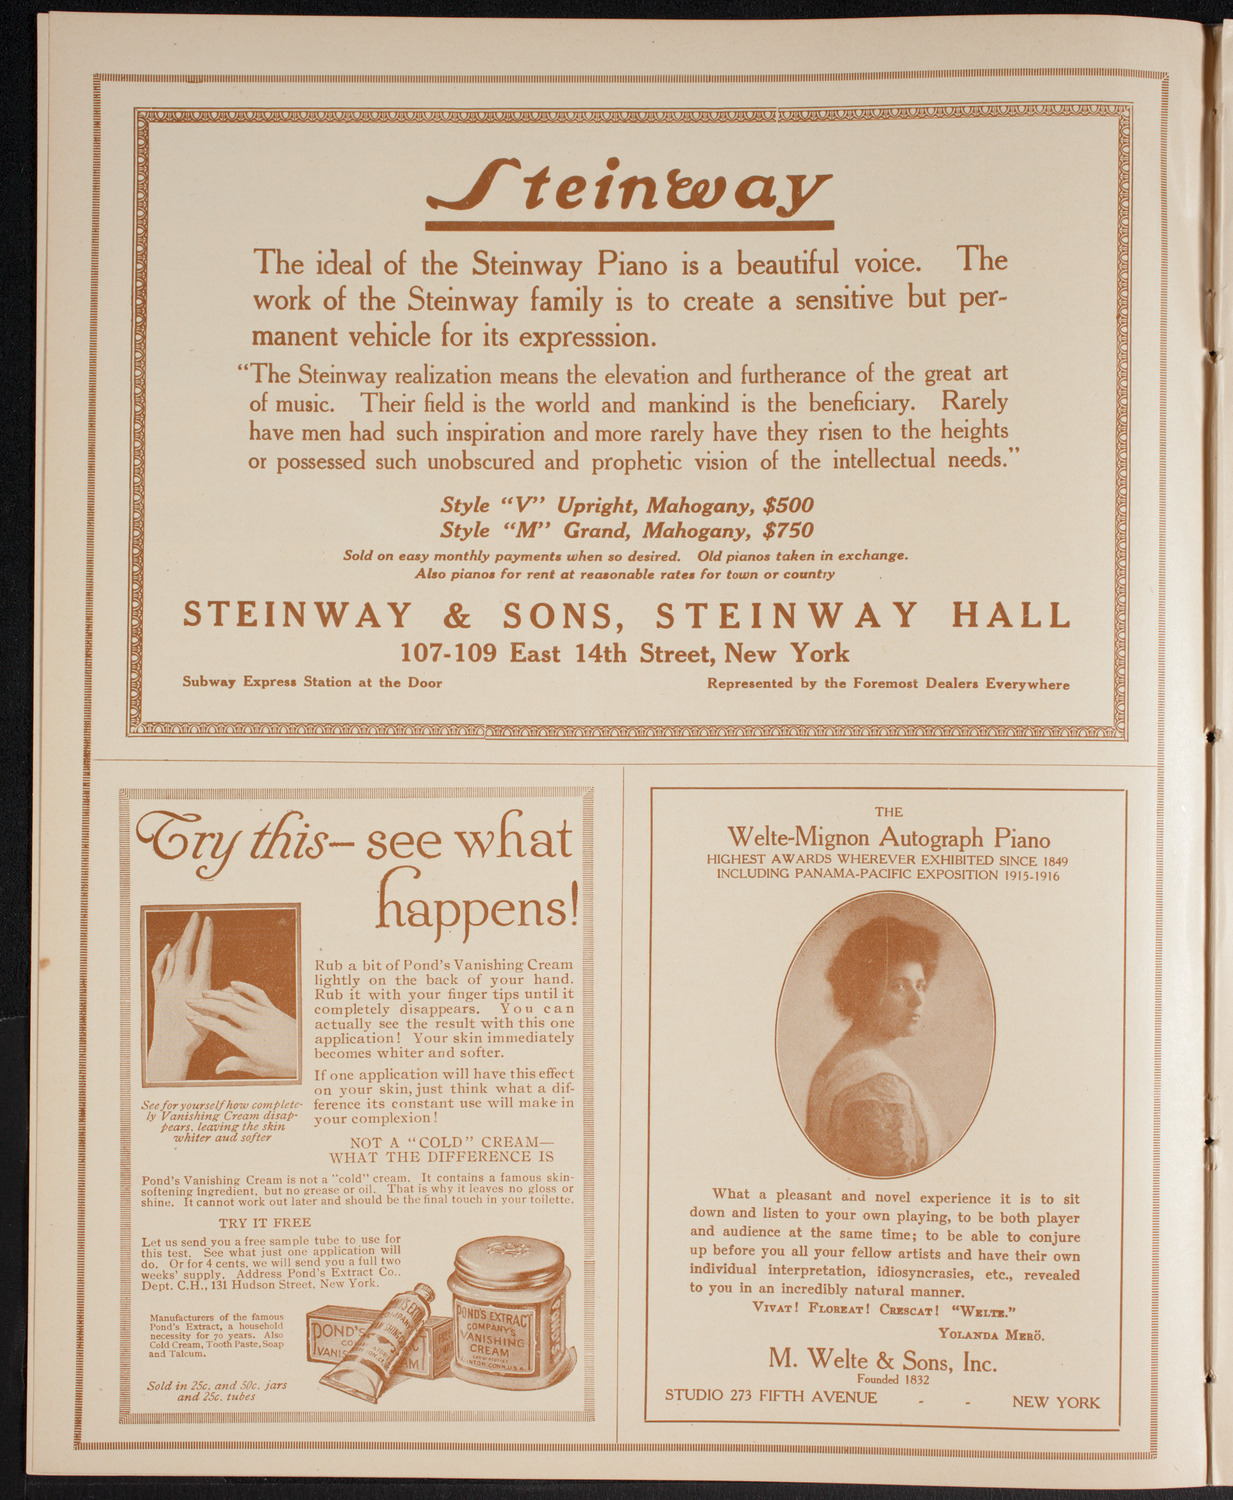 Steinway
The ideal of the Steinway Piano is a beautiful voice. The
work of the Steinway family is to create a sensitive but per-
manent vehicle for its expresssion.
“The Steinway realization means the elevation and furtherance of the great art
of music. Their field is the world and mankind is the beneficiary. Rarely
have men had such inspiration and more rarely have they risen to the heights
or possessed such unobscured and prophetic vision of the intellectual needs.”
Style “V” Upright, Mahogany, $500
Style “M” Grand, Mahogany, $750
Sold on easy monthly payments when so desired. Old pianos taken in exchange.
Also pianos for rent at reasonable rates for town or country
STEINWAY & SONS, STEINWAY HALL
107-109 East 14th Street, New York
Subway Express Station at the Door
Represented by the Foremost Dealers Everywhere
Try this— see what
happens!
Rub a bit of Pond's Vanishing Cream
lightly on the back of your hand.
Rub it with your finger tips until it
completely disappears. You can
actually see the result with this one
application! Your skin immediately
becomes whiter and softer.
If one application will have this effect
on your skin, just think what a dif-
ference its constant use will make in
your complexion!
See for yourself how complete-
ly Vanishing Cream disap-
pears, leaving the skin
whiter aud softer
NOT A “COLD” CREAM—
WHAT THE DIFFERENCE IS
Pond's Vanishing Cream is not a “cold” cream. It contains a famous skin-
softening ingredient, but no grease or oil. That is why it leaves no gloss or
shine. It cannot work out later and should be the final touch in your toilette.
TRY IT FREE
Let us send you a free sample tube to use for
this test. See what just one application will
do. Or for 4 cents, we will send you a full two
weeks' supply. Address Pond's Extract Co..
Dept. C.H., 131 Hudson Street, New York.
Manufacturers of the famous
Pond's Extract, a household
necessity for 70 years. Also
Cold Cream, Tooth Paste, Soap
and Talcum.
Sold in 25c. and 50c. jars
and 25c. tubes
POND'S
VANIS
POND'S EXTRACT
COMPANY'S
VANISHING
CREAM
THE
Welte-Mignon Autograph Piano
HIGHEST AWARDS WHEREVER EXHIBITED SINCE 1849
INCLUDING PANAMA-PACIFIC EXPOSITION 1915-1916
What a pleasant and novel experience it is to sit
down and listen to your own playing, to be both player
and audience at the same time; to be able to conjure
up before you all your fellow artists and have their own
individual interpretation, idiosyncrasies, etc., revealed
to you in an incredibly natural manner.
VIVAT! FLOREAT! CRESCAT! “WELTE.”
YOLANDA MERÖ.
M. Welte & Sons, Inc.
Founded 1832
STUDIO 273 FIFTH AVENUE - - NEW YORK